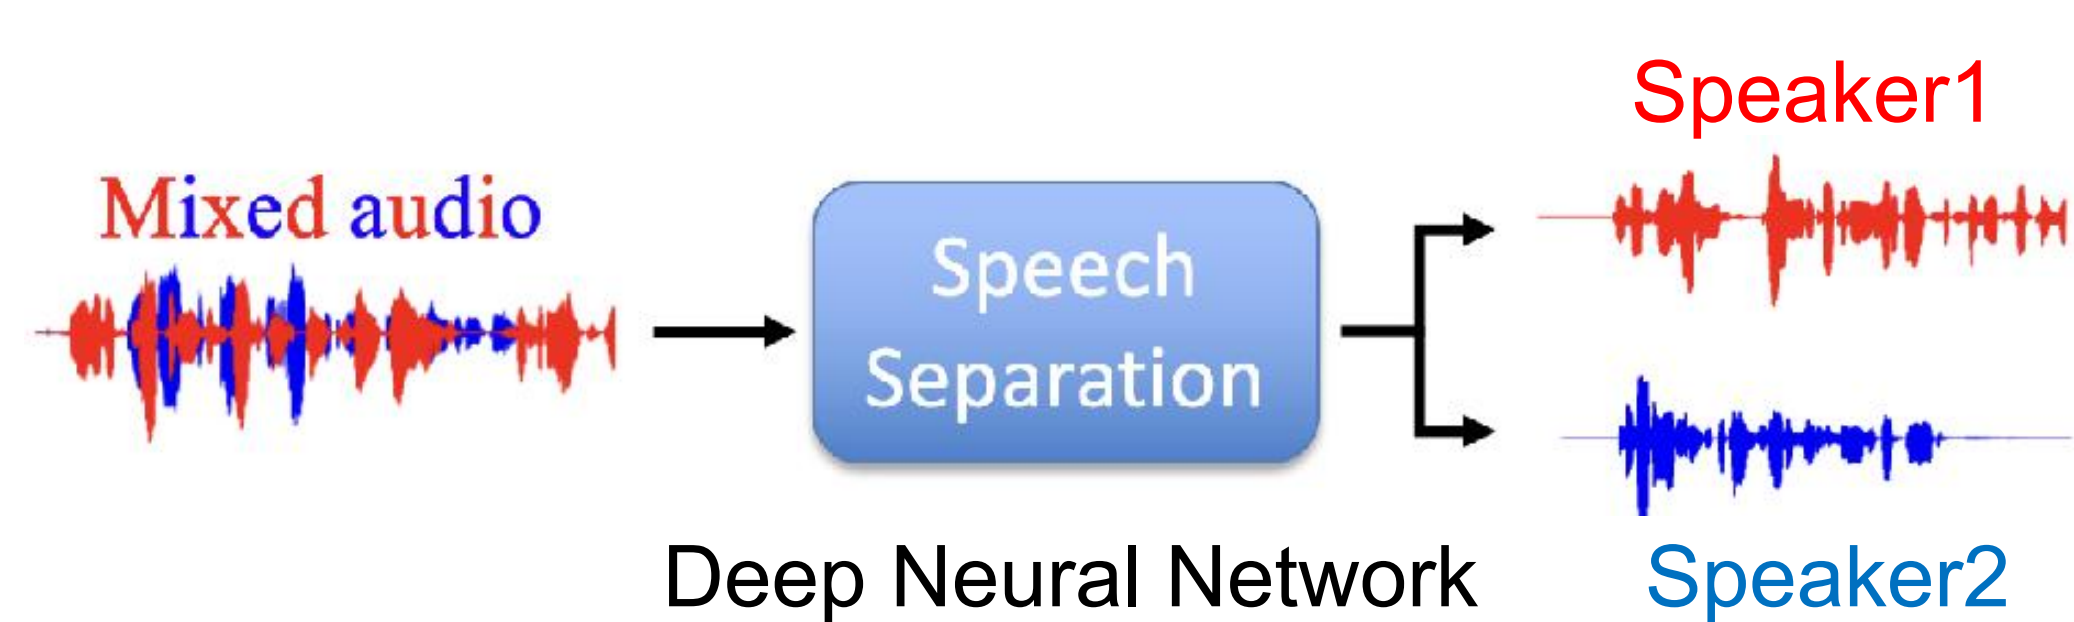 Speaker1
Mixed audio
Speech
Separation
Deep Neural Network
Speaker2